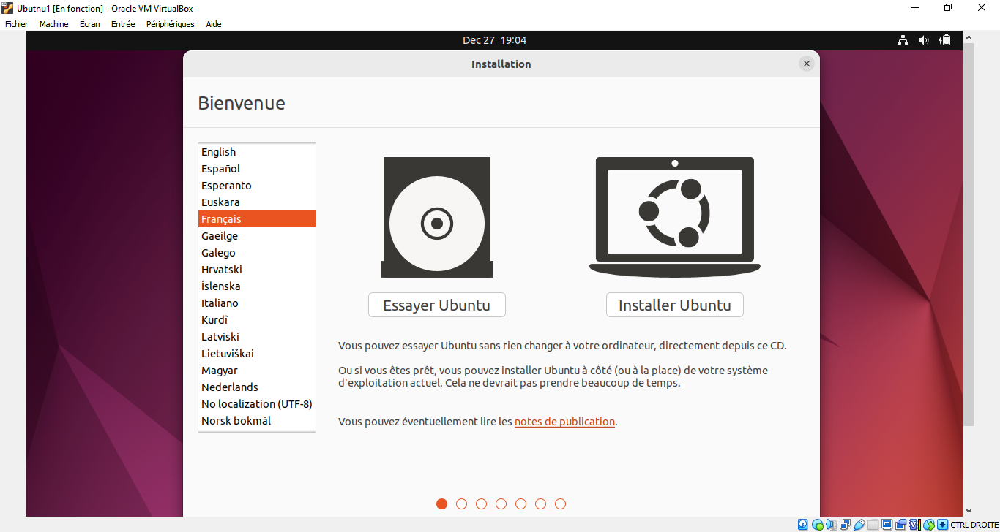 Ubutnu1 [En fonction] - Oracle VM VirtualBox
Fichier Machine Écran Entrée Périphériques Aide
Dec 27 19:04
Installation
Bienvenue
English
Español
Esperanto
Euskara
Français
Gaeilge
Galego
Hrvatski
Íslenska
Italiano
Kurdî
Latviski
Lietuviškai
Magyar
Nederlands
No localization (UTF-8)
Norsk bokmål
Essayer Ubuntu
Installer Ubuntu
Vous pouvez essayer Ubuntu sans rien changer à votre ordinateur, directement depuis ce CD.
Ou si vous êtes prêt, vous pouvez installer Ubuntu à côté (ou à la place) de votre système
d'exploitation actuel. Cela ne devrait pas prendre beaucoup de temps.
Vous pouvez éventuellement lire les notes de publication.
CTRL DROITE